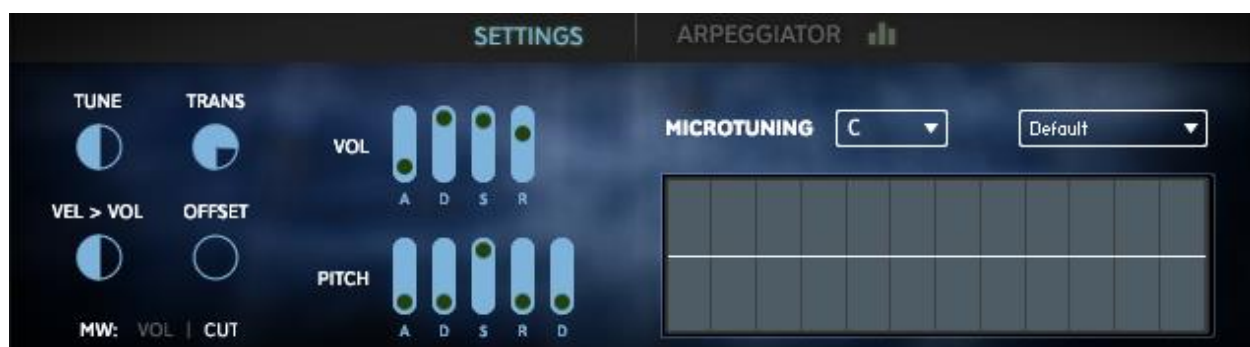 SETTINGS ARPEGGIATOR
TUNE TRANS
VOL
A D S R
MICROTUNING C Default
VEL > VOL OFFSET
PITCH
A D S R D
MW: VOL | CUT